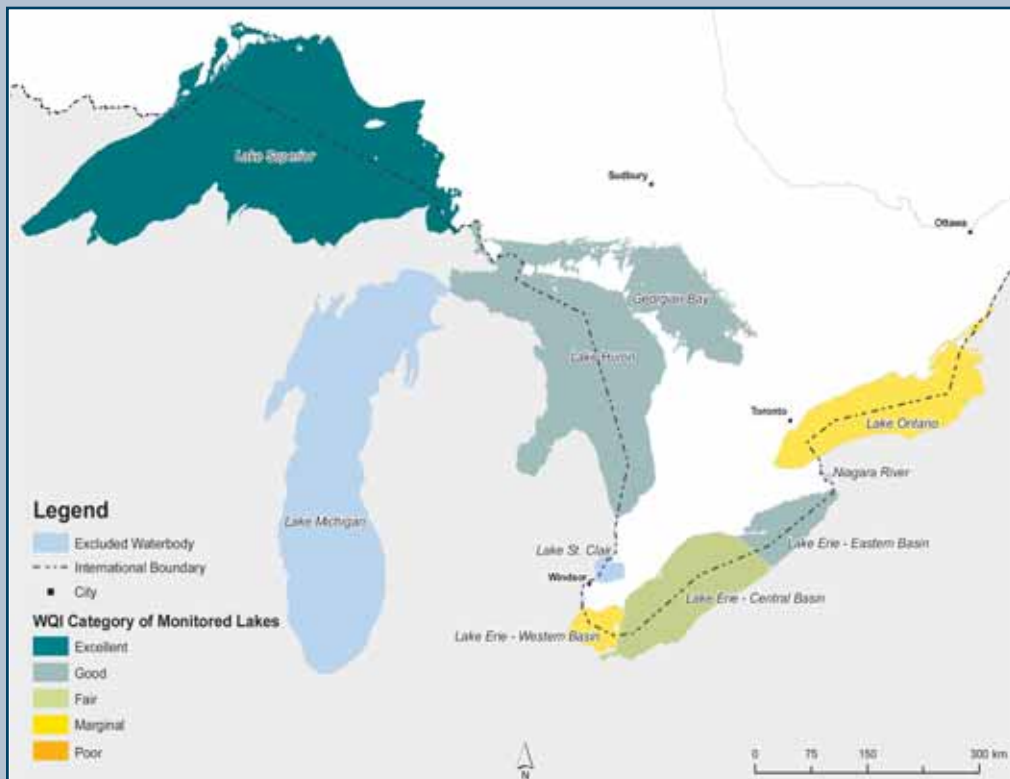 Lake Superior
Sudbury
Ottawa
Georgian Bay
Lake Huron
Toronto
Lake Ontario
Niagara River
Lake Michigan
Lake St. Clair
Windsor
Lake Erie - Eastern Basin
Lake Erie - Central Basin
Lake Erie - Western Basin
Legend
Excluded Waterbody
International Boundary
City
WQI Category of Monitored Lakes
Excellent
Good
Fair
Marginal
Poor
N
0 75 150 300 km